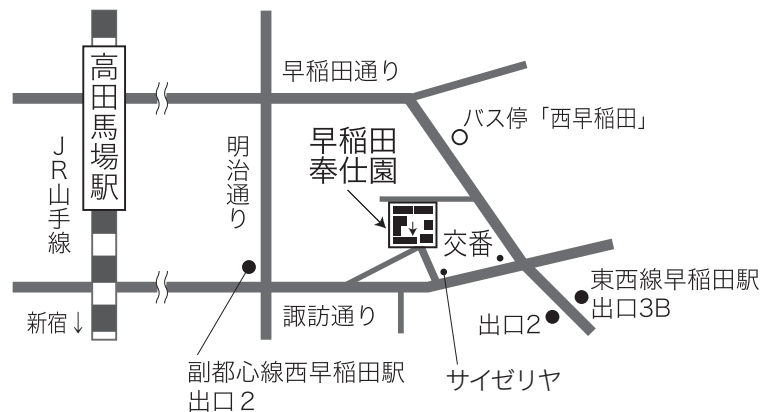 高田馬場駅
JR山手線
新宿↓
早稲田通り
明治通り
バス停「西早稲田」
早稲田
奉仕園
交番
諏訪通り
東西線早稲田駅
出口3B
出口2
副都心線西早稲田駅
出口2
サイゼリヤ